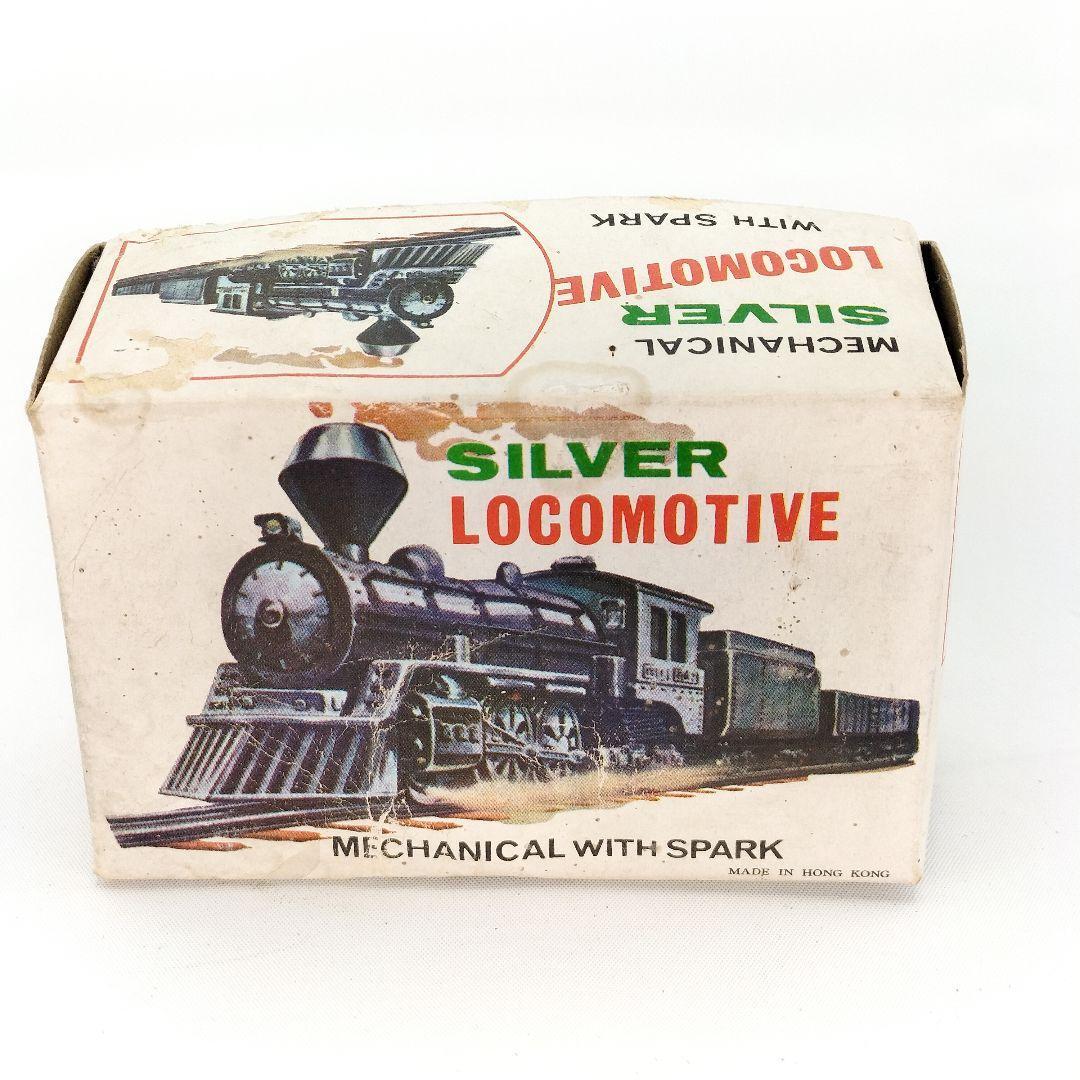 MECHANICAL
SILVER
LOCOMOTIVE
WITH SPARK
SILVER
LOCOMOTIVE
MECHANICAL WITH SPARK
MADE IN HONG KONG